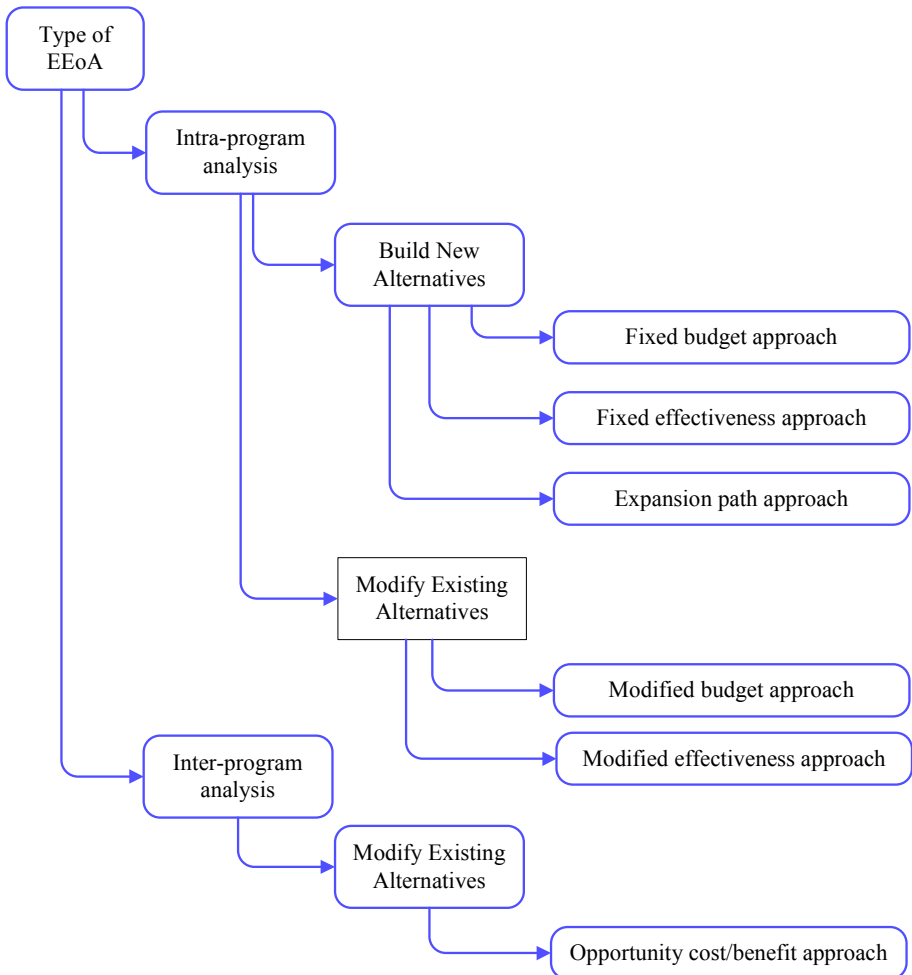 Type of
EEoA
Intra-program
analysis
Build New
Alternatives
Fixed budget approach
Fixed effectiveness approach
Expansion path approach
Modify Existing
Alternatives
Modified budget approach
Modified effectiveness approach
Inter-program
analysis
Modify Existing
Alternatives
Opportunity cost/benefit approach